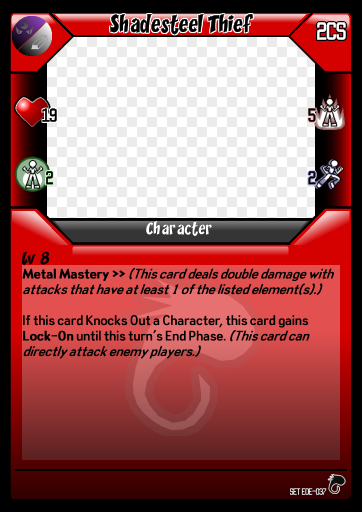 Shadesteel Thief
2CS
19
5
2
2
Character
Lv 8
Metal Mastery >> (This card deals double damage with
attacks that have at least 1 of the listed element(s).)
If this card Knocks Out a Character, this card gains
Lock-On until this turn's End Phase. (This card can
directly attack enemy players.)
SET EOE-037